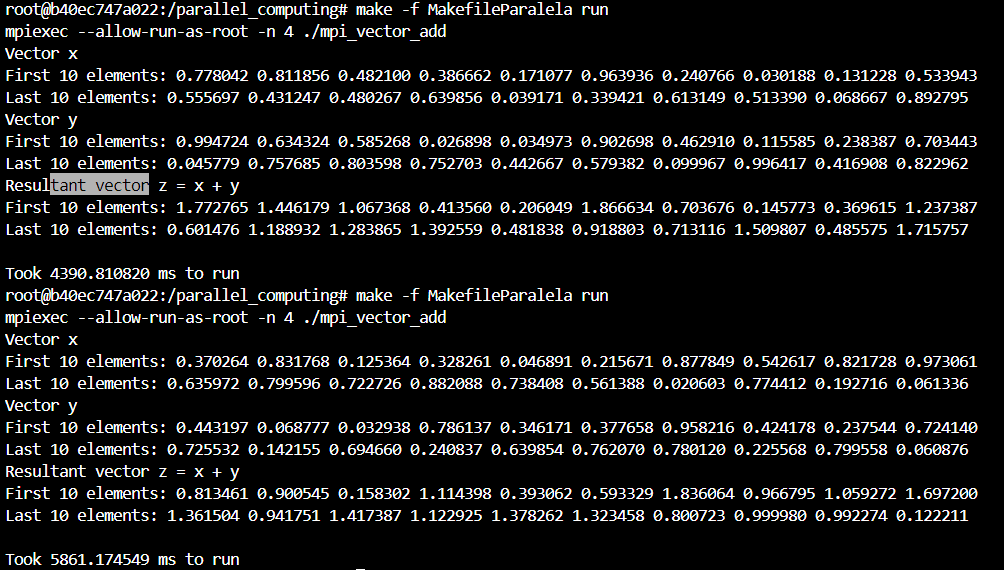 root@b40ec747a022:/parallel_computing# make -f MakefileParalela run
mpiexec --allow-run-as-root -n 4 ./mpi_vector_add
Vector x
First 10 elements: 0.778042 0.811856 0.482100 0.386662 0.171077 0.963936 0.240766 0.030188 0.131228 0.533943
Last 10 elements: 0.555697 0.431247 0.480267 0.639856 0.039171 0.339421 0.613149 0.513390 0.068667 0.892795
Vector y
First 10 elements: 0.994724 0.634324 0.585268 0.026898 0.034973 0.902698 0.462910 0.115585 0.238387 0.703443
Last 10 elements: 0.045779 0.757685 0.803598 0.752703 0.442667 0.579382 0.099967 0.996417 0.416908 0.822962
Resultant vector z = x + y
First 10 elements: 1.772765 1.446179 1.067368 0.413560 0.206049 1.866634 0.703676 0.145773 0.369615 1.237387
Last 10 elements: 0.601476 1.188932 1.283865 1.392559 0.481838 0.918803 0.713116 1.509807 0.485575 1.715757
Took 4390.810820 ms to run
root@b40ec747a022:/parallel_computing# make -f MakefileParalela run
mpiexec --allow-run-as-root -n 4 ./mpi_vector_add
Vector x
First 10 elements: 0.370264 0.831768 0.125364 0.328261 0.046891 0.215671 0.877849 0.542617 0.821728 0.973061
Last 10 elements: 0.635972 0.799596 0.722726 0.882088 0.738408 0.561388 0.020603 0.774412 0.192716 0.061336
Vector y
First 10 elements: 0.443197 0.068777 0.032938 0.786137 0.346171 0.377658 0.958216 0.424178 0.237544 0.724140
Last 10 elements: 0.725532 0.142155 0.694660 0.240837 0.639854 0.762070 0.780120 0.225568 0.799558 0.060876
Resultant vector z = x + y
First 10 elements: 0.813461 0.900545 0.158302 1.114398 0.393062 0.593329 1.836064 0.966795 1.059272 1.697200
Last 10 elements: 1.361504 0.941751 1.417387 1.122925 1.378262 1.323458 0.800723 0.999980 0.992274 0.122211
Took 5861.174549 ms to run